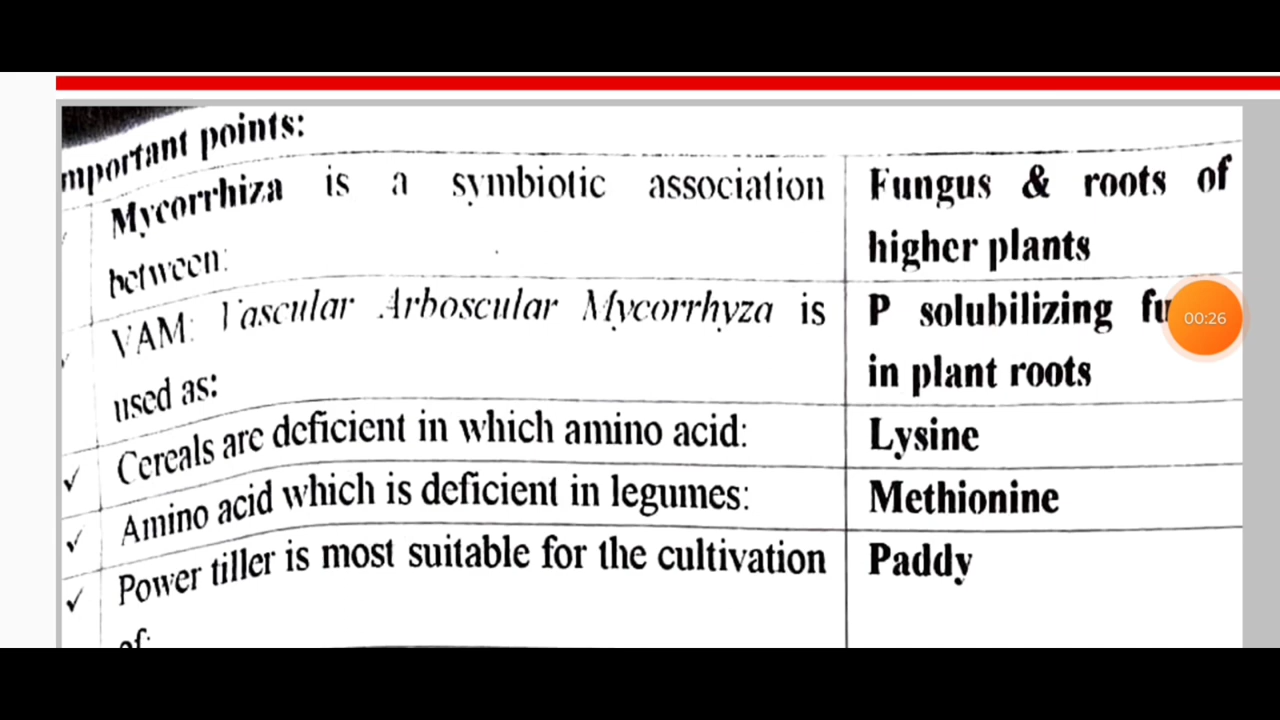 mportant points:
Mycorrhiza is a symbiotic association
between:
Fungus & roots of
higher plants
VAM: Vascular Arboscular Mycorrhyza is
used as:
P solubilizing
in plant roots
00:26
Cereals are deficient in which amino acid:
Lysine
Amino acid which is deficient in legumes:
Methionine
Power tiller is most suitable for the cultivation
of:
Paddy